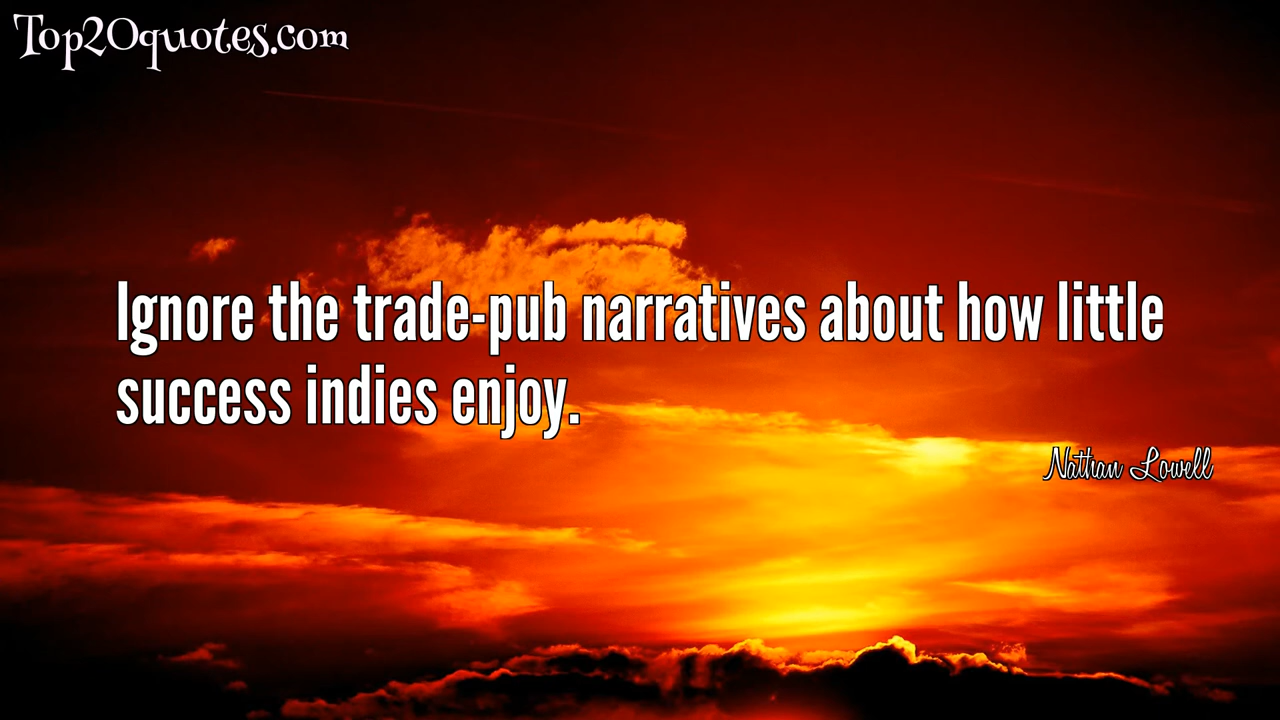 Top20quotes.com
Ignore the trade-pub narratives about how little
success indies enjoy.
Nathan Lowell